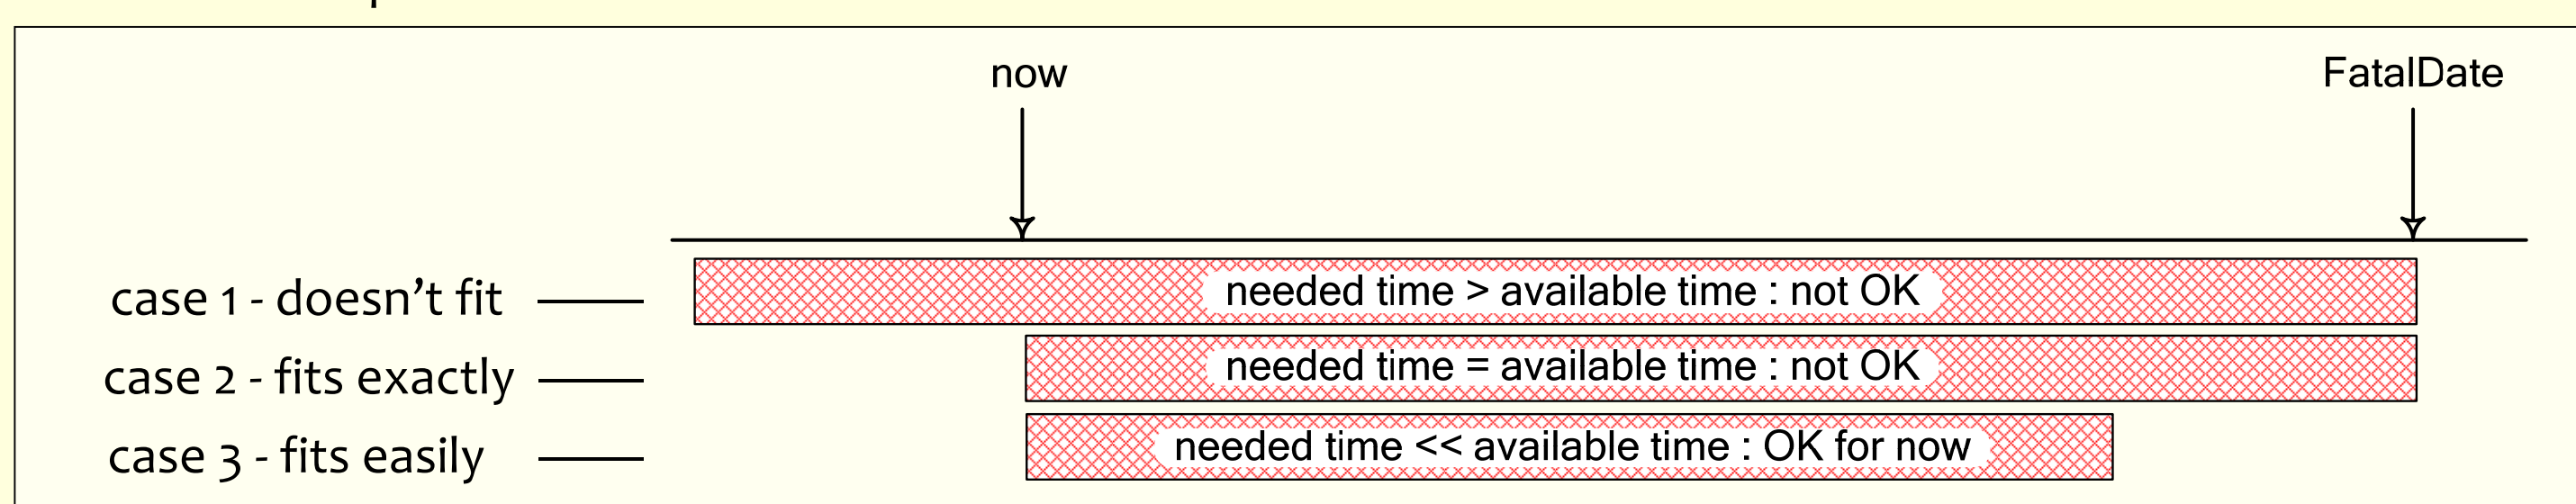 now
FatalDate
case 1 - doesn’t fit
needed time > available time : not OK
case 2 - fits exactly
needed time = available time : not OK
case 3 - fits easily
needed time << available time : OK for now